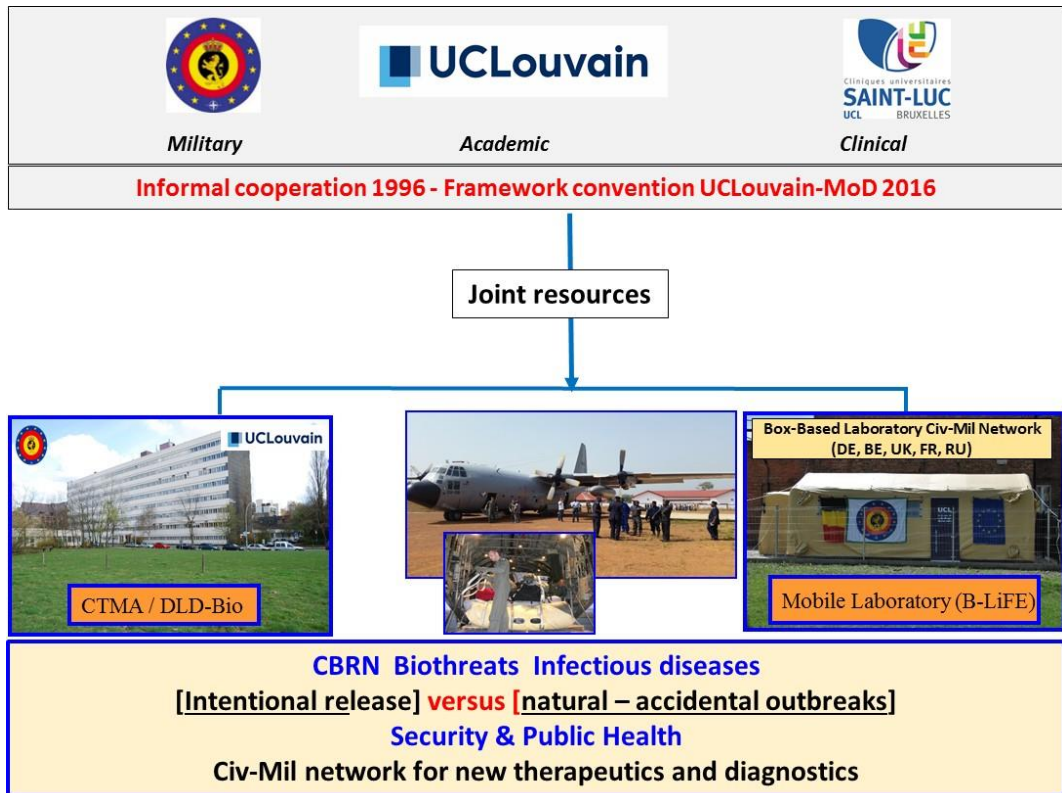 UCLouvain
Cliniques universitaires
SAINT-LUC
UCL BRUXELLES
Military
Academic
Clinical
Informal cooperation 1996 - Framework convention UCLouvain-MoD 2016
Joint resources
UCLouvain
CTMA / DLD-Bio
Box-Based Laboratory Civ-Mil Network
(DE, BE, UK, FR, RU)
UCL
Mobile Laboratory (B-LiFE)
CBRN Biothreats Infectious diseases
[Intentional release] versus [natural – accidental outbreaks]
Security & Public Health
Civ-Mil network for new therapeutics and diagnostics